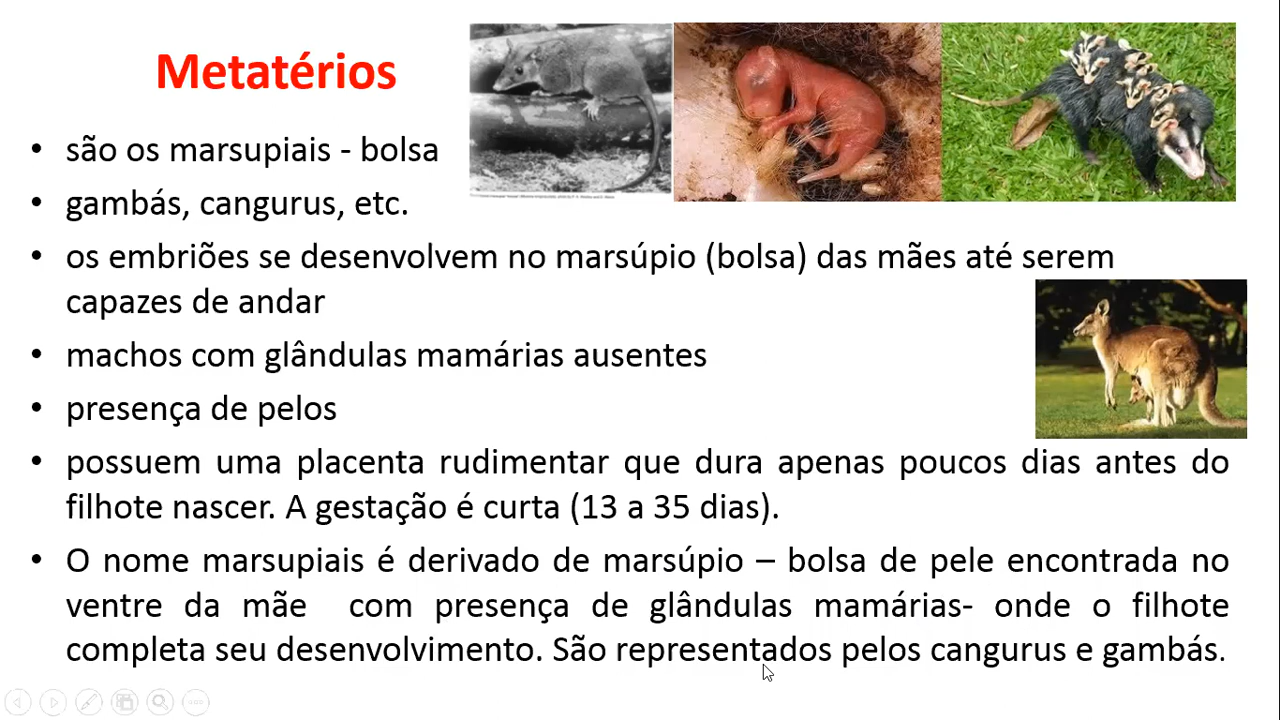 Metatérios
• são os marsupiais - bolsa
• gambás, cangurus, etc.
• os embriões se desenvolvem no marsúpio (bolsa) das mães até serem
capazes de andar
• machos com glândulas mamárias ausentes
• presença de pelos
• possuem uma placenta rudimentar que dura apenas poucos dias antes do
filhote nascer. A gestação é curta (13 a 35 dias).
• O nome marsupiais é derivado de marsúpio – bolsa de pele encontrada no
ventre da mãe com presença de glândulas mamárias- onde o filhote
completa seu desenvolvimento. São representados pelos cangurus e gambás.